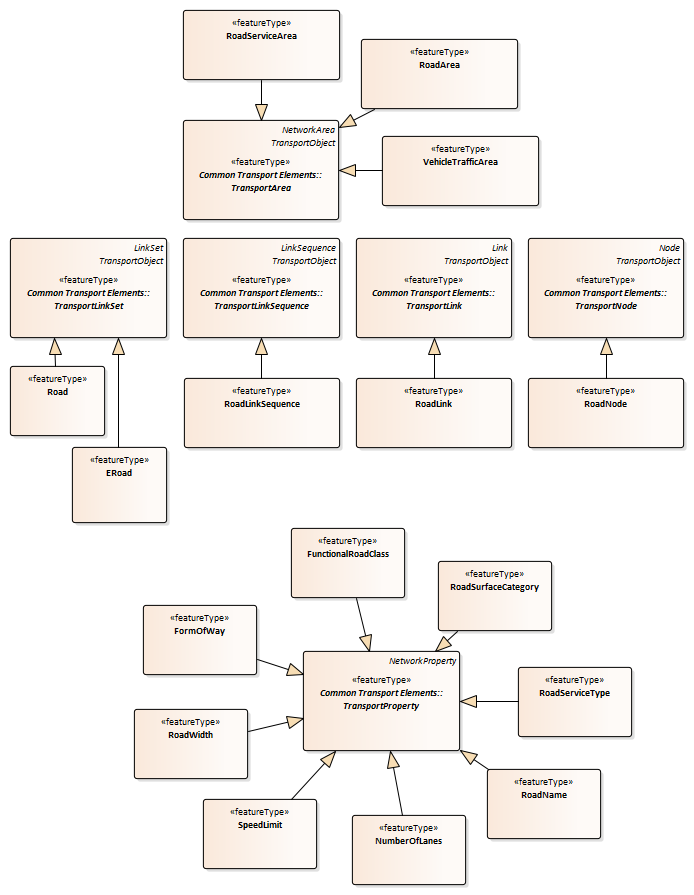 «featureType»
RoadServiceArea
«featureType»
RoadArea
NetworkArea
TransportObject
«featureType»
Common Transport Elements::
TransportArea
«featureType»
VehicleTrafficArea
LinkSet
TransportObject
«featureType»
Common Transport Elements::
TransportLinkSet
LinkSequence
TransportObject
«featureType»
Common Transport Elements::
TransportLinkSequence
Link
TransportObject
«featureType»
Common Transport Elements::
TransportLink
Node
TransportObject
«featureType»
Common Transport Elements::
TransportNode
«featureType»
Road
«featureType»
RoadLinkSequence
«featureType»
RoadLink
«featureType»
RoadNode
«featureType»
ERoad
«featureType»
FunctionalRoadClass
«featureType»
RoadSurfaceCategory
«featureType»
FormOfWay
NetworkProperty
«featureType»
Common Transport Elements::
TransportProperty
«featureType»
RoadServiceType
«featureType»
RoadWidth
«featureType»
RoadName
«featureType»
SpeedLimit
«featureType»
NumberOfLanes